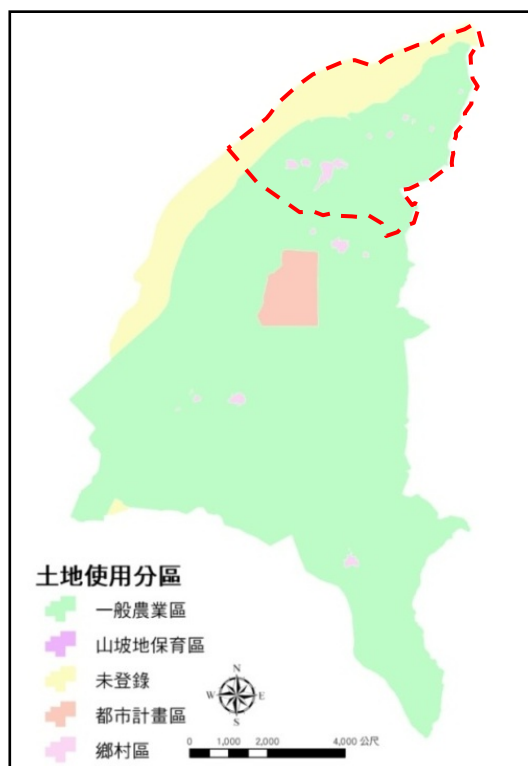 土地使用分區
一般農業區
山坡地保育區
未登錄
都市計畫區
鄉村區
N
W E
S
0 1,000 2,000 4,000 公尺